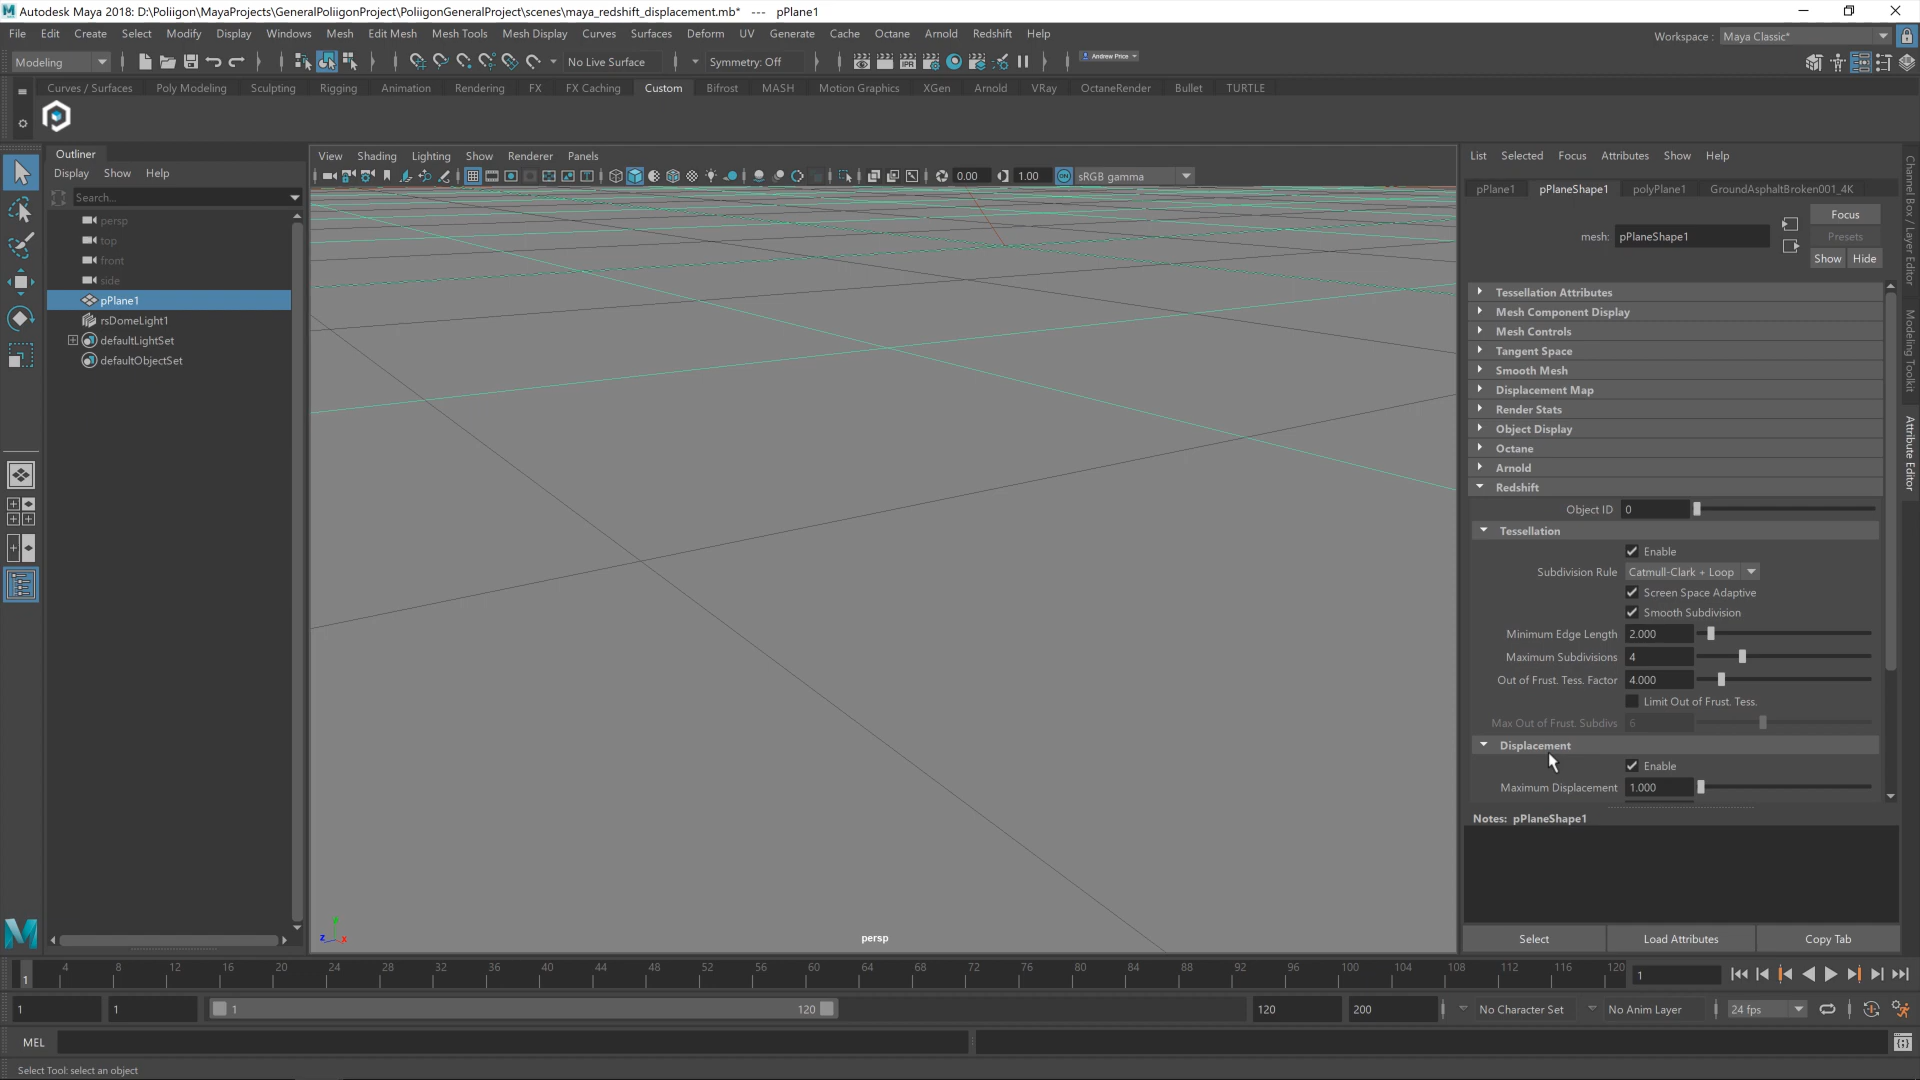 Autodesk Maya 2018: D:\Poliigon\MayaProjects\GeneralPoliigonProject\PoliigonGeneralProject\scenes\maya_redshift_displacement.mb* --- pPlane1
File Edit Create Select Modify Display Windows Mesh Edit Mesh Mesh Tools Mesh Display Curves Surfaces Deform UV Generate Cache Octane Arnold Redshift Help
Workspace : Maya Classic*
Modeling No Live Surface Symmetry: Off Andrew Price
Curves / Surfaces Poly Modeling Sculpting Rigging Animation Rendering FX FX Caching Custom Bifrost MASH Motion Graphics XGen Arnold VRay OctaneRender Bullet TURTLE
Outliner
Display Show Help
Search...
persp
top
front
side
pPlane1
rsDomeLight1
defaultLightSet
defaultObjectSet
View Shading Lighting Show Renderer Panels
0.00 1.00 ON sRGB gamma
persp
z x
List Selected Focus Attributes Show Help
pPlane1 pPlaneShape1 polyPlane1 GroundAsphaltBroken001_4K
mesh: pPlaneShape1
Focus
Presets
Show Hide
Tessellation Attributes
Mesh Component Display
Mesh Controls
Tangent Space
Smooth Mesh
Displacement Map
Render Stats
Object Display
Octane
Arnold
Redshift
Object ID 0
Tessellation
Enable
Subdivision Rule Catmull-Clark + Loop
Screen Space Adaptive
Smooth Subdivision
Minimum Edge Length 2.000
Maximum Subdivisions 4
Out of Frust. Tess. Factor 4.000
Limit Out of Frust. Tess.
Max Out of Frust. Subdivs 6
Displacement
Enable
Maximum Displacement 1.000
Notes: pPlaneShape1
Select Load Attributes Copy Tab
Channel Box / Layer Editor
Modeling Toolkit
Attribute Editor
1 4 8 12 16 20 24 28 32 36 40 44 48 52 56 60 64 68 72 76 80 84 88 92 96 100 104 108 112 116 120 1
1 1 1 120 120 200 No Character Set No Anim Layer 24 fps
MEL
Select Tool: select an object